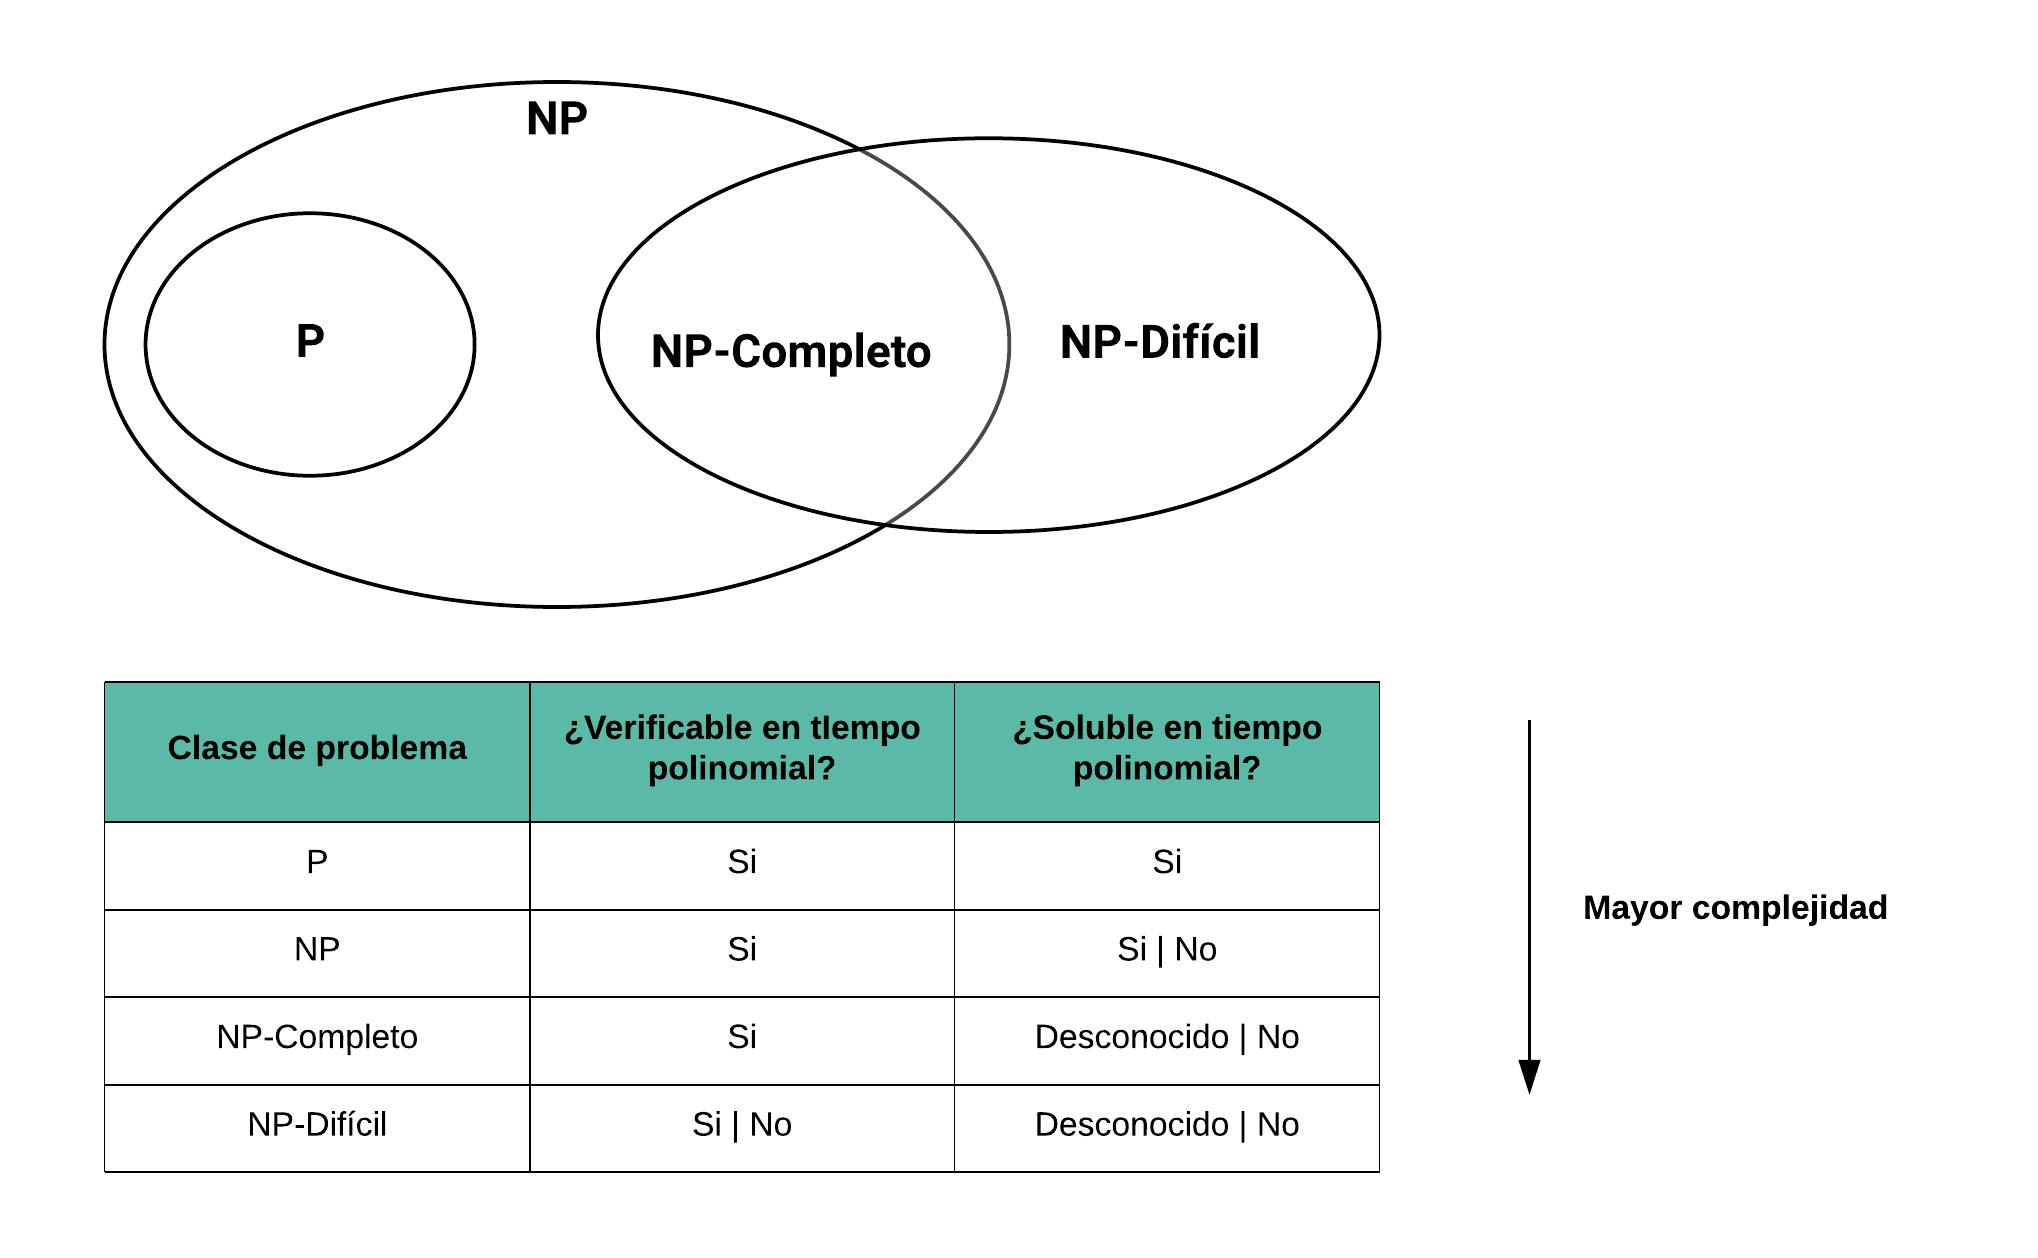 NP
P
NP-Completo
NP-Difícil
Clase de problema
¿Verificable en tIempo
polinomial?
¿Soluble en tiempo
polinomial?
P
Si
Si
NP
Si
Si | No
NP-Completo
Si
Desconocido | No
NP-Difícil
Si | No
Desconocido | No
Mayor complejidad